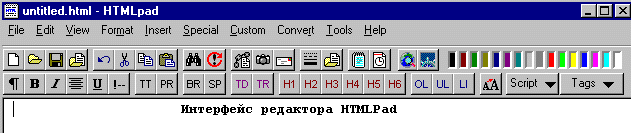 untitled.html - HTMLpad
File Edit View Format Insert Special Custom Convert Tools Help
¶ B I U !-- TT PR BR SP TD TR H1 H2 H3 H4 H5 H6 OL UL LI AA Script Tags
Интерфейс редактора HTMLPad